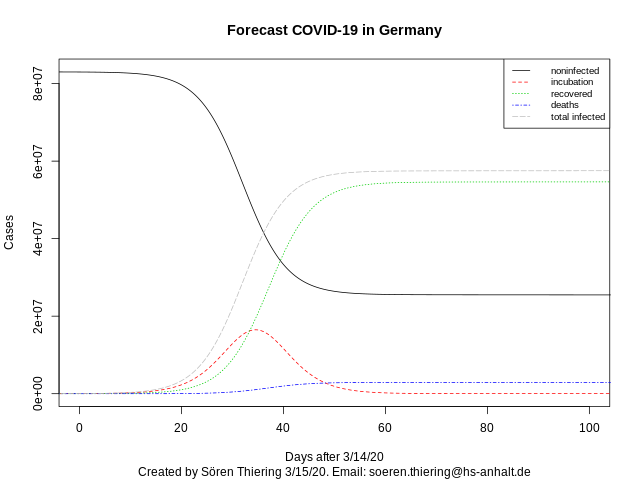 Forecast COVID-19 in Germany
noninfected
incubation
recovered
deaths
total infected
Cases
8e+07
6e+07
4e+07
2e+07
0e+00
0 20 40 60 80 100
Days after 3/14/20
Created by Sören Thiering 3/15/20. Email: soeren.thiering@hs-anhalt.de